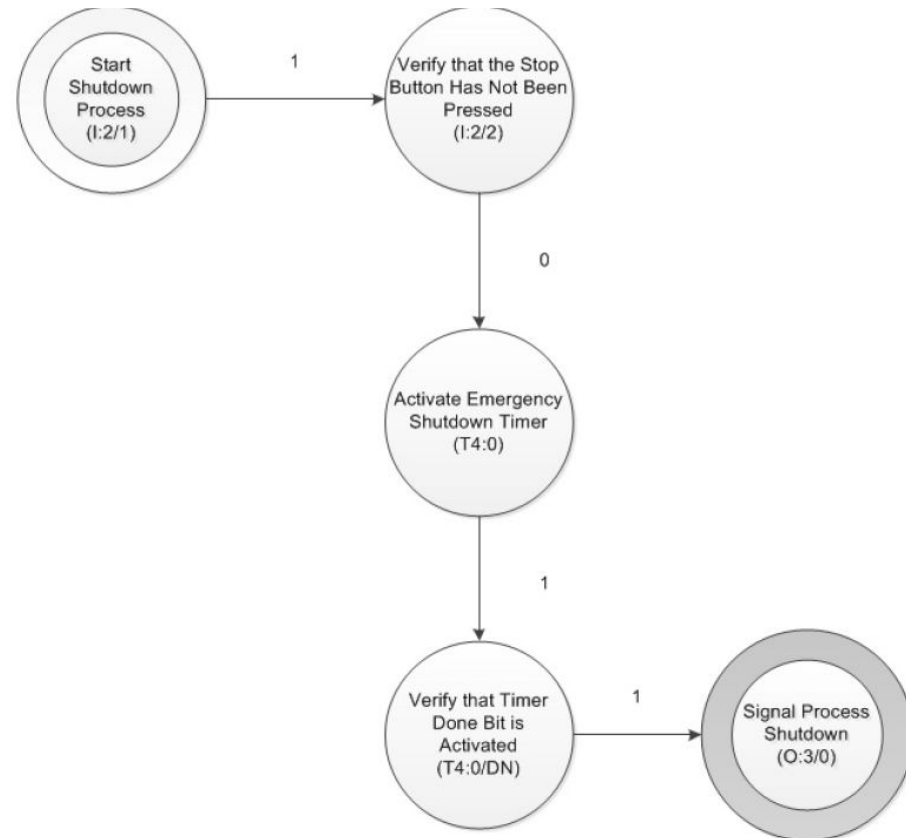 Start
Shutdown
Process
(I:2/1)
1
Verify that the Stop
Button Has Not Been
Pressed
(I:2/2)
0
Activate Emergency
Shutdown Timer
(T4:0)
1
Verify that Timer
Done Bit is
Activated
(T4:0/DN)
1
Signal Process
Shutdown
(O:3/0)